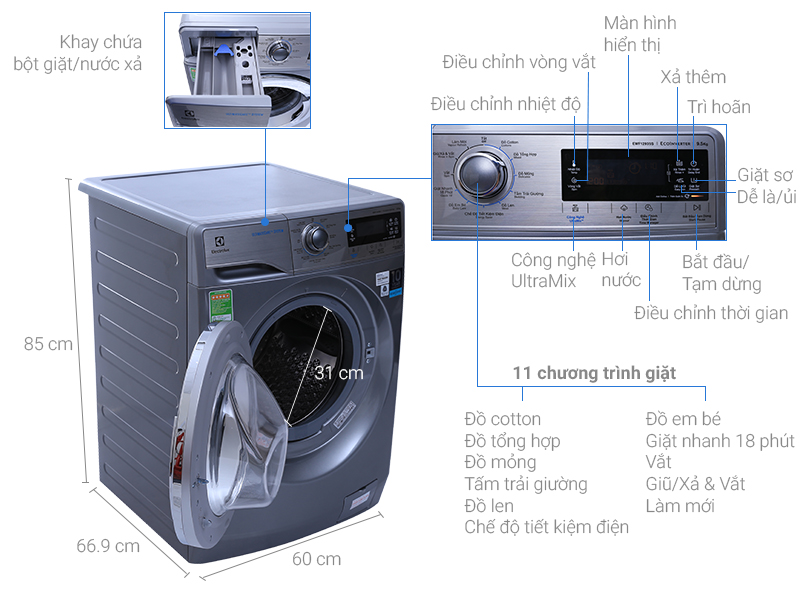 Khay chứa
bột giặt/nước xả
Màn hình
hiển thị
Điều chỉnh vòng vắt
Xả thêm
Điều chỉnh nhiệt độ
Trì hoãn
Giặt sơ
Dễ là/ủi
Electrolux
ECOINVERTER
Công nghệ
UltraMix
Hơi
nước
Bắt đầu/
Tạm dừng
Điều chỉnh thời gian
85 cm
31 cm
66.9 cm
60 cm
11 chương trình giặt
Đồ cotton
Đồ tổng hợp
Đồ mỏng
Tấm trải giường
Đồ len
Chế độ tiết kiệm điện
Đồ em bé
Giặt nhanh 18 phút
Vắt
Giũ/Xả & Vắt
Làm mới